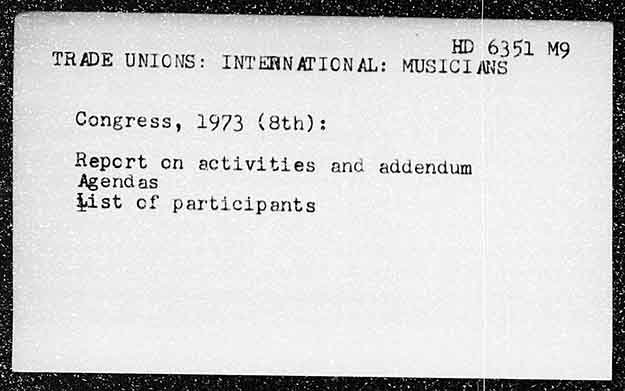 HD 6351 M9
TRADE UNIONS: INTERNATIONAL: MUSICIANS
Congress, 1973 (8th):
Report on activities and addendum
Agendas
List of participants